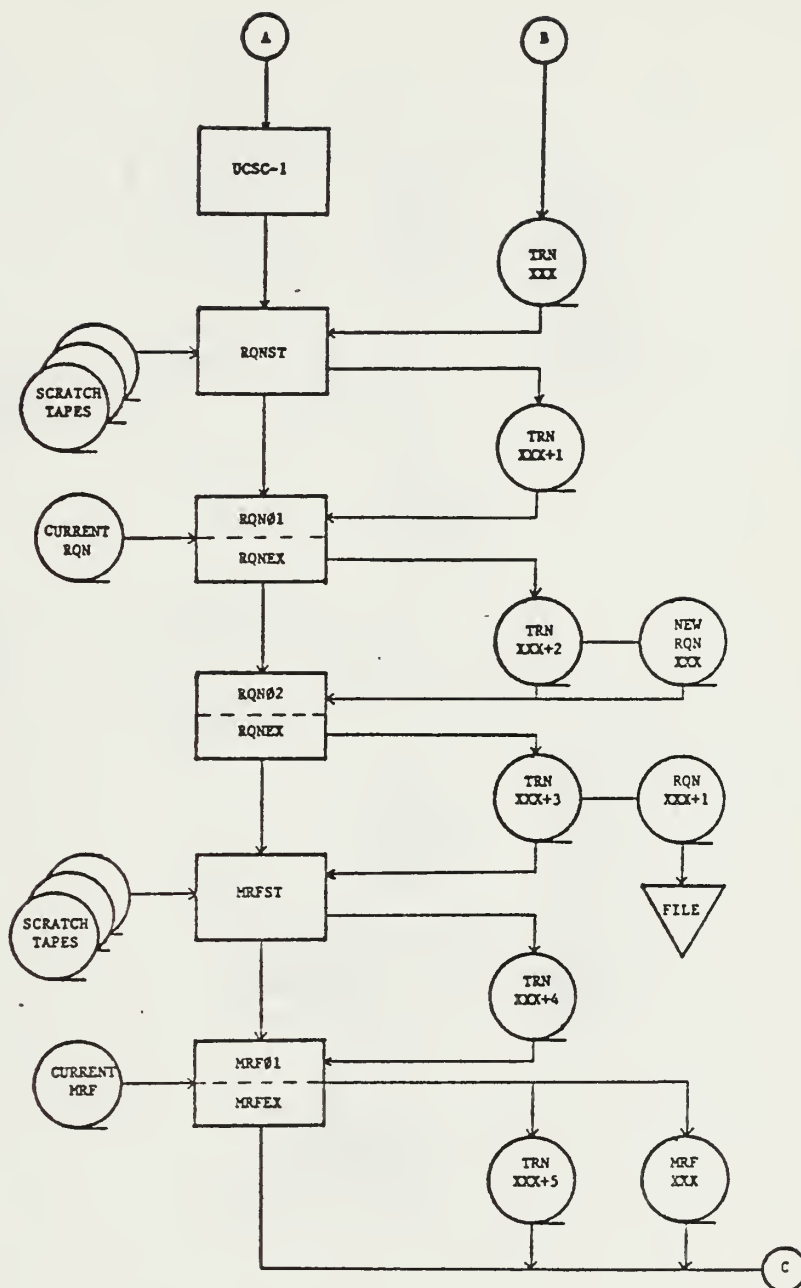 A
B
UCSC-1
TRN
XXX
RQNST
SCRATCH
TAPES
TRN
XXX+1
CURRENT
RQN
RQNØ1
RQNEX
TRN
XXX+2
NEW
RQN
XXX
RQNØ2
RQNEX
TRN
XXX+3
RQN
XXX+1
MRFST
SCRATCH
TAPES
FILE
TRN
XXX+4
CURRENT
MRF
MRFØ1
MRFEX
TRN
XXX+5
MRF
XXX
C